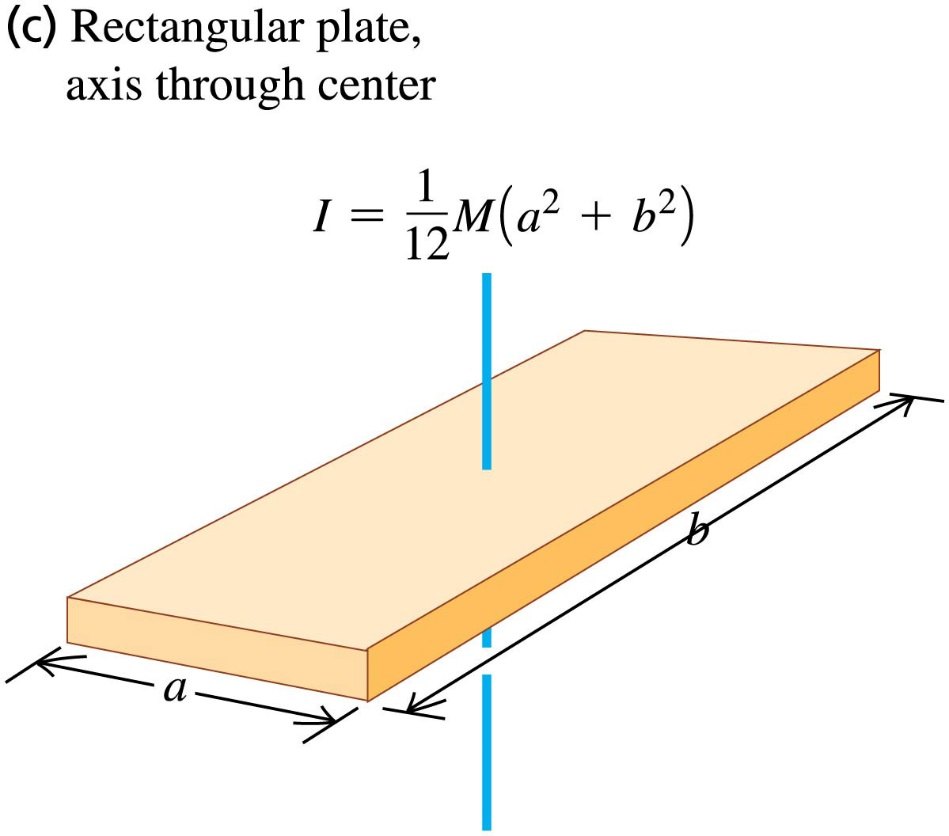 (c) Rectangular plate,
axis through center
I = 1/12 M(a² + b²)
b
a